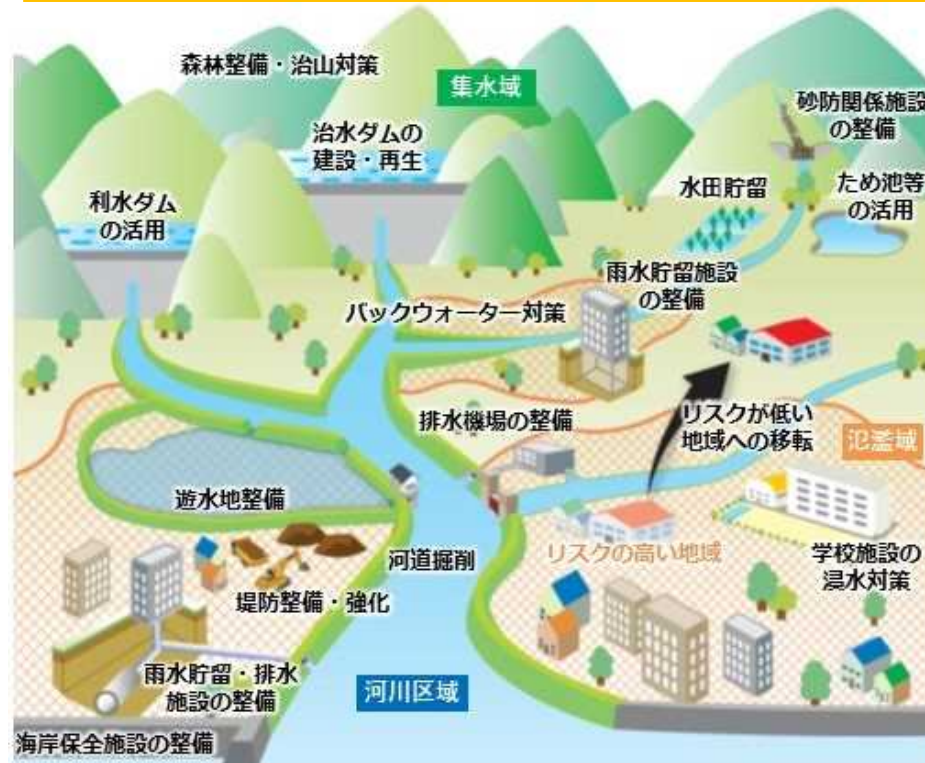 森林整備・治山対策
集水域
砂防関係施設
の整備
治水ダムの
建設・再生
水田貯留
ため池等
の活用
利水ダム
の活用
雨水貯留施設
の整備
バックウォーター対策
排水機場の整備
リスクが低い
地域への移転
氾濫域
遊水地整備
河道掘削
リスクの高い地域
学校施設の
浸水対策
堤防整備・強化
雨水貯留・排水
施設の整備
河川区域
海岸保全施設の整備